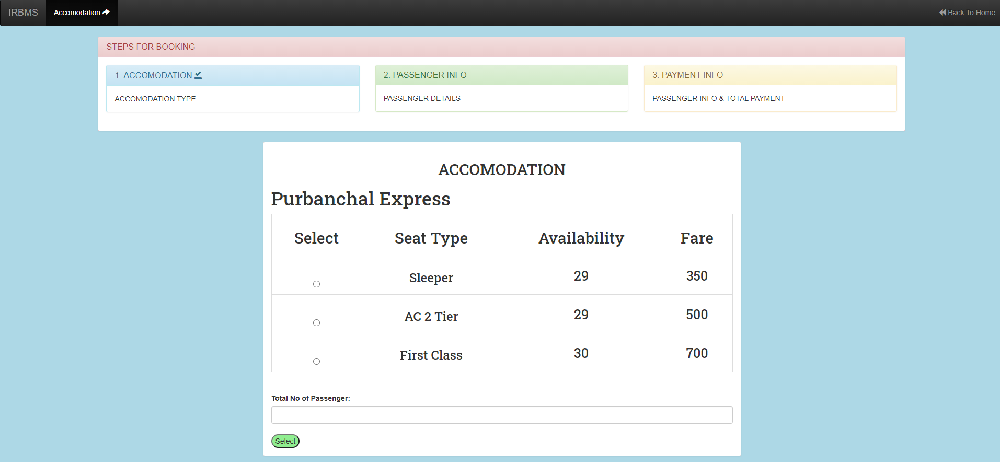 IRBMS Accomodation Back To Home
STEPS FOR BOOKING
1. ACCOMODATION 2. PASSENGER INFO 3. PAYMENT INFO
ACCOMODATION TYPE PASSENGER DETAILS PASSENGER INFO & TOTAL PAYMENT
ACCOMODATION
Purbanchal Express
Select Seat Type Availability Fare
Sleeper 29 350
AC 2 Tier 29 500
First Class 30 700
Total No of Passenger:
Select